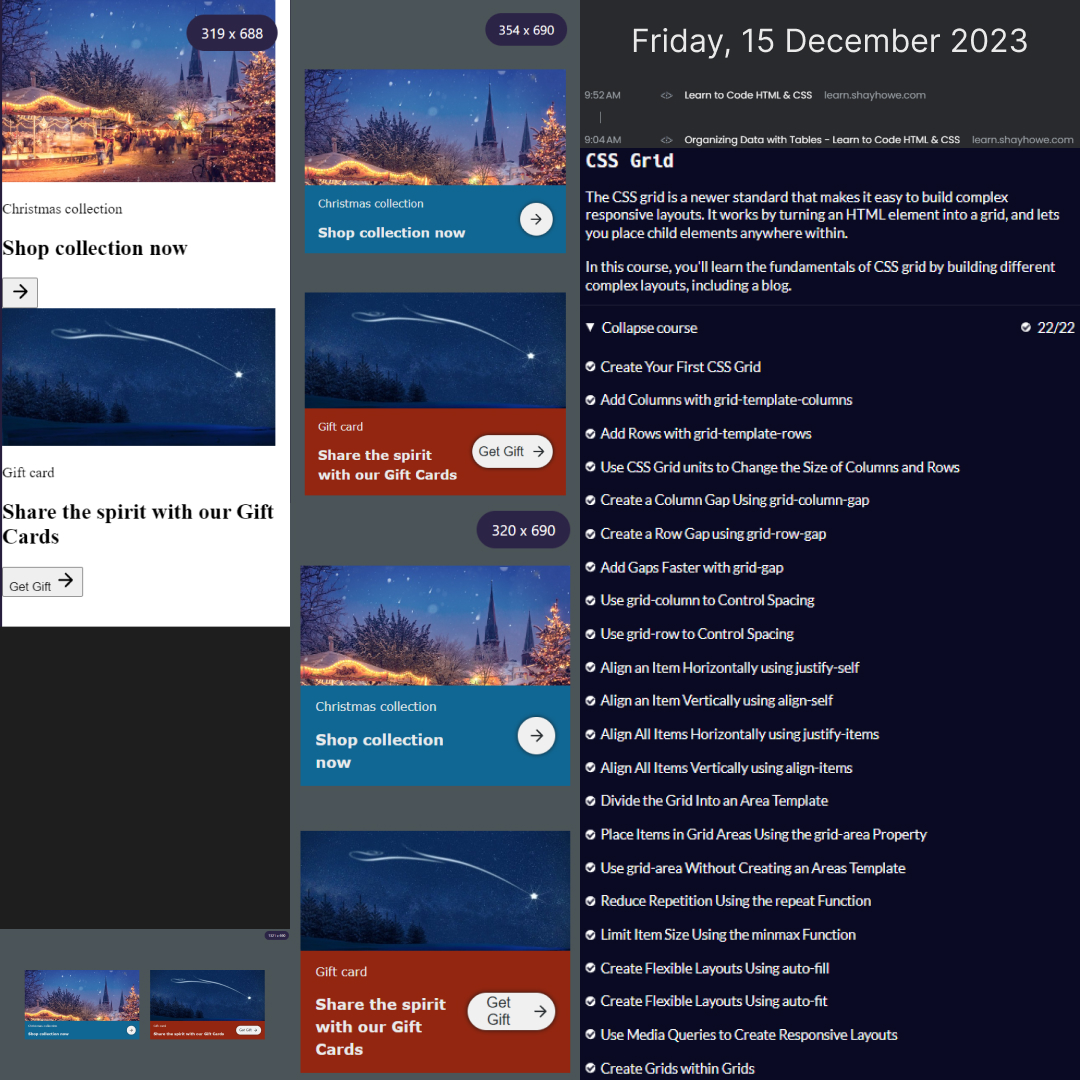 319 x 688
Christmas collection
Shop collection now
Gift card
Share the spirit with our Gift
Cards
Get Gift
354 x 690
Christmas collection
Shop collection now
Gift card
Share the spirit
with our Gift Cards
Get Gift
320 x 690
Christmas collection
Shop collection
now
Gift card
Share the spirit
with our Gift
Cards
Get
Gift
Christmas collection
Shop collection now
Gift card
Share the spirit with our Gift Cards
Get Gift
Friday, 15 December 2023
9:52 AM </> Learn to Code HTML & CSS learn.shayhowe.com
9:04 AM </> Organizing Data with Tables - Learn to Code HTML & CSS learn.shayhowe.com
CSS Grid
The CSS grid is a newer standard that makes it easy to build complex
responsive layouts. It works by turning an HTML element into a grid, and lets
you place child elements anywhere within.
In this course, you'll learn the fundamentals of CSS grid by building different
complex layouts, including a blog.
Collapse course 22/22
Create Your First CSS Grid
Add Columns with grid-template-columns
Add Rows with grid-template-rows
Use CSS Grid units to Change the Size of Columns and Rows
Create a Column Gap Using grid-column-gap
Create a Row Gap using grid-row-gap
Add Gaps Faster with grid-gap
Use grid-column to Control Spacing
Use grid-row to Control Spacing
Align an Item Horizontally using justify-self
Align an Item Vertically using align-self
Align All Items Horizontally using justify-items
Align All Items Vertically using align-items
Divide the Grid Into an Area Template
Place Items in Grid Areas Using the grid-area Property
Use grid-area Without Creating an Areas Template
Reduce Repetition Using the repeat Function
Limit Item Size Using the minmax Function
Create Flexible Layouts Using auto-fill
Create Flexible Layouts Using auto-fit
Use Media Queries to Create Responsive Layouts
Create Grids within Grids